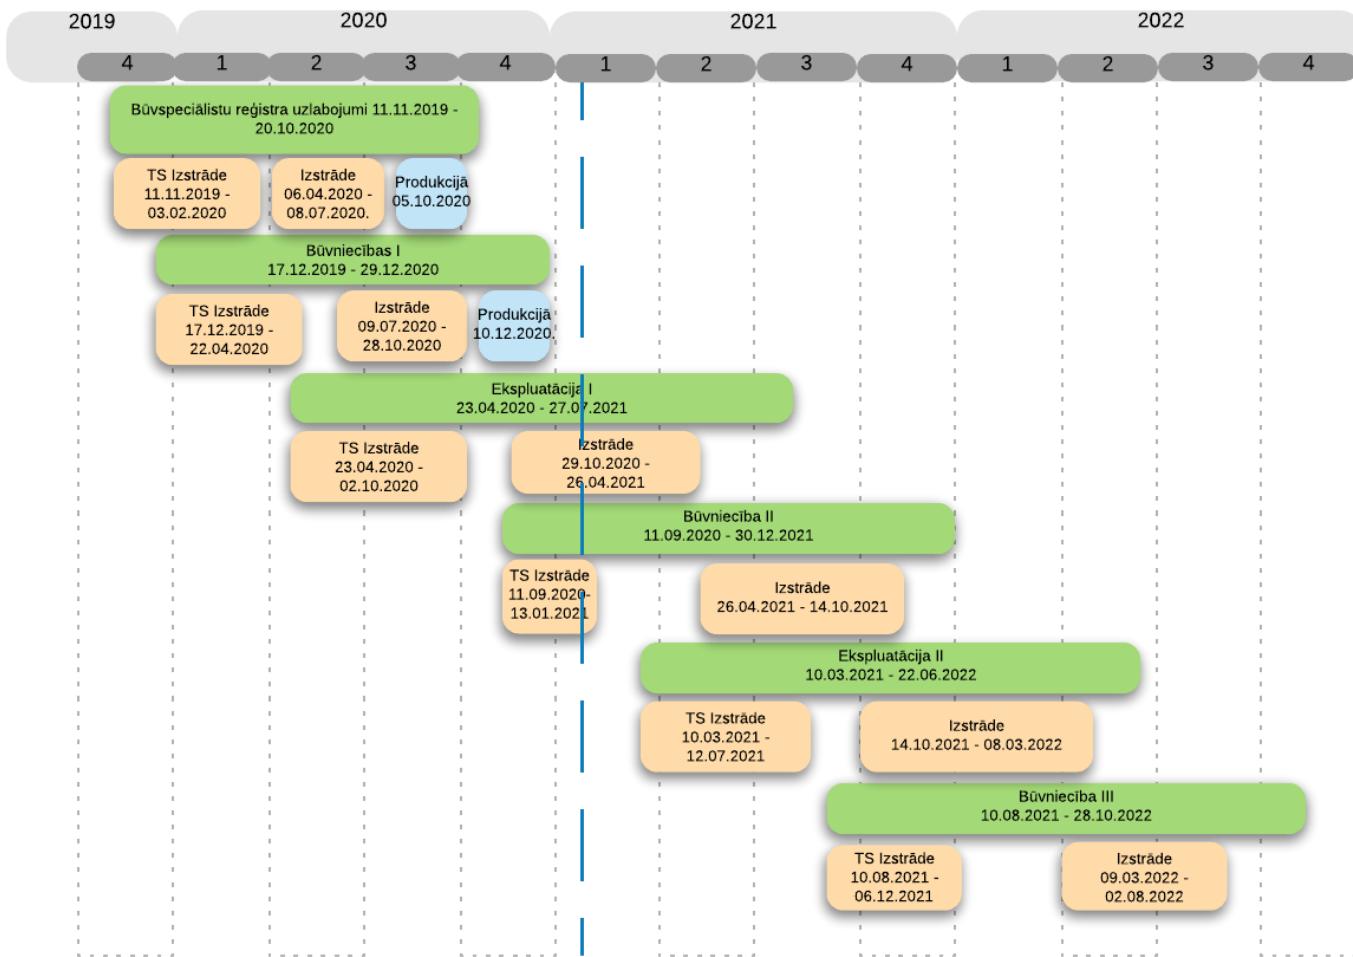 2019
2020
2021
2022
4
1
2
3
4
1
2
3
4
1
2
3
4
Būvspeciālistu reģistra uzlabojumi 11.11.2019 -
20.10.2020
TS Izstrāde
11.11.2019 -
03.02.2020
Izstrāde
06.04.2020 -
08.07.2020.
Produkcijā
05.10.2020
Būvniecības I
17.12.2019 - 29.12.2020
TS Izstrāde
17.12.2019 -
22.04.2020
Izstrāde
09.07.2020 -
28.10.2020
Produkcijā
10.12.2020.
Ekspluatācija I
23.04.2020 - 27.07.2021
TS Izstrāde
23.04.2020 -
02.10.2020
Izstrāde
29.10.2020 -
26.04.2021
Būvniecība II
11.09.2020 - 30.12.2021
TS Izstrāde
11.09.2020-
13.01.2021
Izstrāde
26.04.2021 - 14.10.2021
Ekspluatācija II
10.03.2021 - 22.06.2022
TS Izstrāde
10.03.2021 -
12.07.2021
Izstrāde
14.10.2021 - 08.03.2022
Būvniecība III
10.08.2021 - 28.10.2022
TS Izstrāde
10.08.2021 -
06.12.2021
Izstrāde
09.03.2022 -
02.08.2022